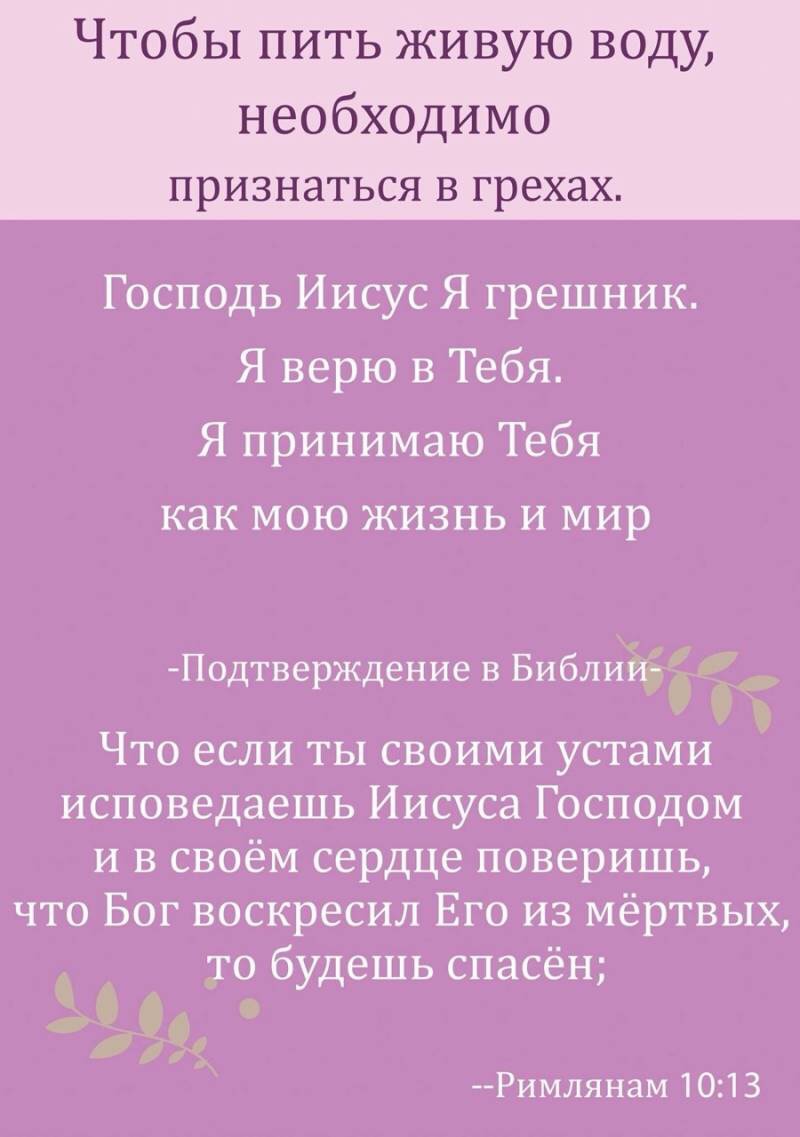 Чтобы пить живую воду,
необходимо
признаться в грехах.
Господь Иисус Я грешник.
Я верю в Тебя.
Я принимаю Тебя
как мою жизнь и мир
-Подтверждение в Библии-
Что если ты своими устами
исповедаешь Иисуса Господом
и в своём сердце поверишь,
что Бог воскресил Его из мёртвых,
то будешь спасён;
--Римлянам 10:13